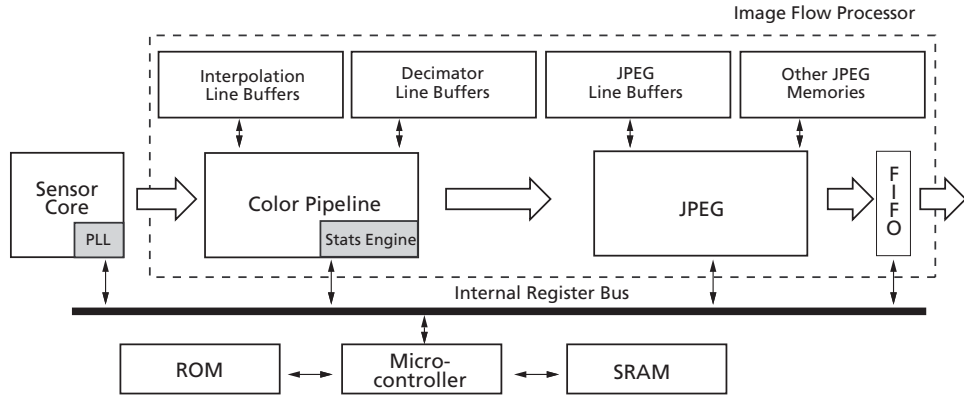 Image Flow Processor
Interpolation
Line Buffers
Decimator
Line Buffers
JPEG
Line Buffers
Other JPEG
Memories
Sensor
Core
PLL
Color Pipeline
Stats Engine
JPEG
FIFO
Internal Register Bus
ROM
Micro-
controller
SRAM